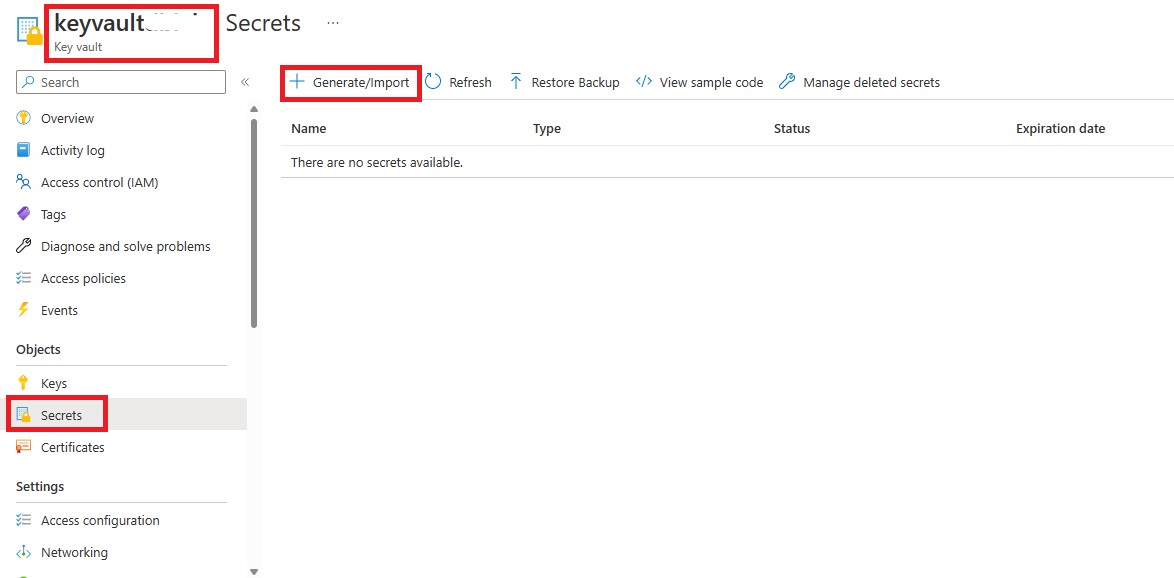 keyvault
Secrets
...
Key vault
Search
«
Generate/Import
Refresh
Restore Backup
View sample code
Manage deleted secrets
Overview
Activity log
Access control (IAM)
Tags
Diagnose and solve problems
Access policies
Events
Objects
Keys
Secrets
Certificates
Settings
Access configuration
Networking
Name Type Status Expiration date
There are no secrets available.